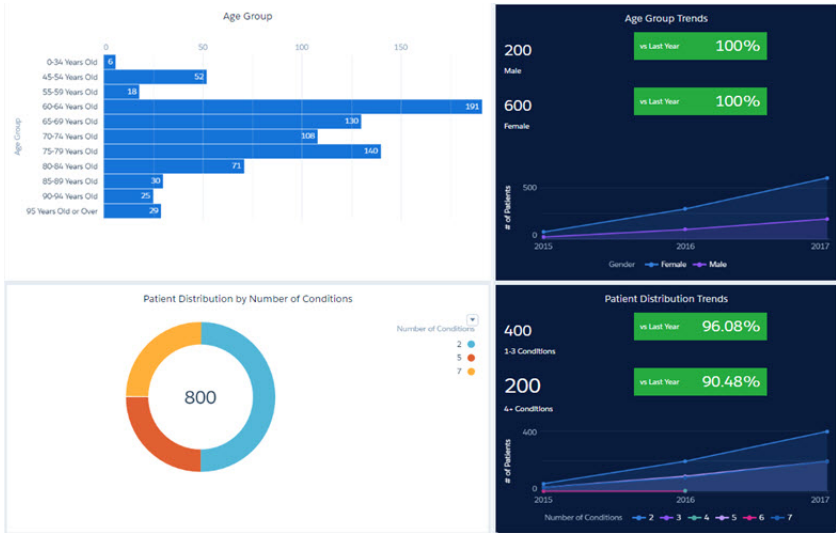 Age Group
0 50 100 150
Age Group
0-34 Years Old 6
45-54 Years Old 52
55-59 Years Old 18
60-64 Years Old 191
65-69 Years Old 130
70-74 Years Old 108
75-79 Years Old 140
80-84 Years Old 71
85-89 Years Old 30
90-94 Years Old 25
95 Years Old or Over 29
Age Group Trends
200 vs Last Year 100%
Male
600 vs Last Year 100%
Female
# of Patients
500
0
2015 2016 2017
Gender Female Male
Patient Distribution by Number of Conditions
Number of Conditions
2
5
7
800
Patient Distribution Trends
400 vs Last Year 96.08%
1-3 Conditions
200 vs Last Year 90.48%
4+ Conditions
# of Patients
400
0
2015 2016 2017
Number of Conditions 2 3 4 5 6 7